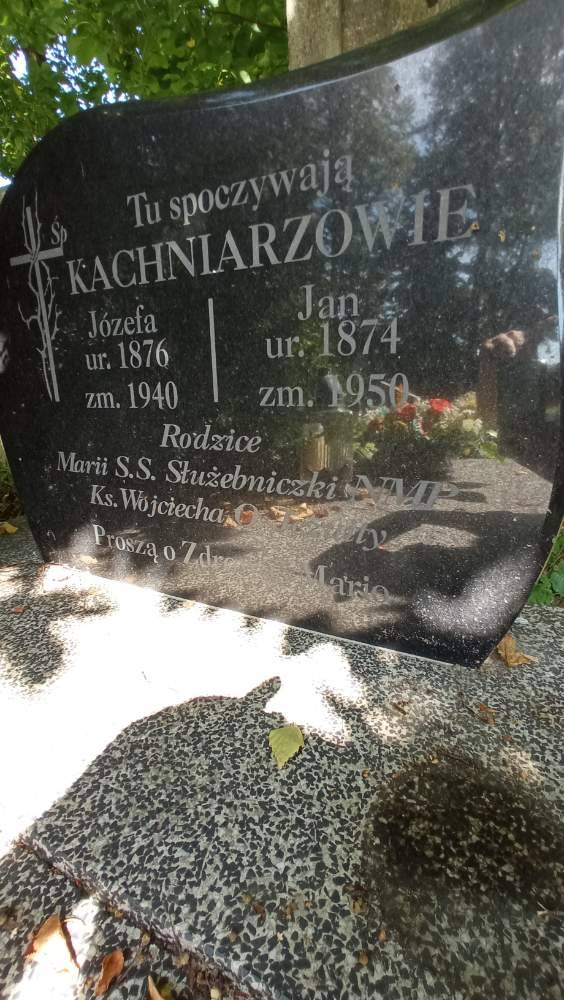 Tu spoczywają
Śp
KACHNIARZOWIE
Józefa
ur. 1876
zm. 1940
Jan
ur. 1874
zm. 1950
Rodzice
Marii S.S. Służebniczki NMP
Ks. Wojciecha
Proszą o Mario